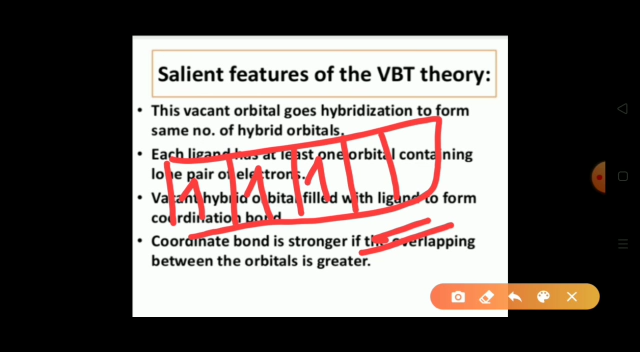 Salient features of the VBT theory:
• This vacant orbital goes hybridization to form
same no. of hybrid orbitals.
• Each ligand has at least one orbital containing
lone pair of electrons.
• Vacant hybrid orbital filled with ligand to form
coordination bond.
• Coordinate bond is stronger if the overlapping
between the orbitals is greater.